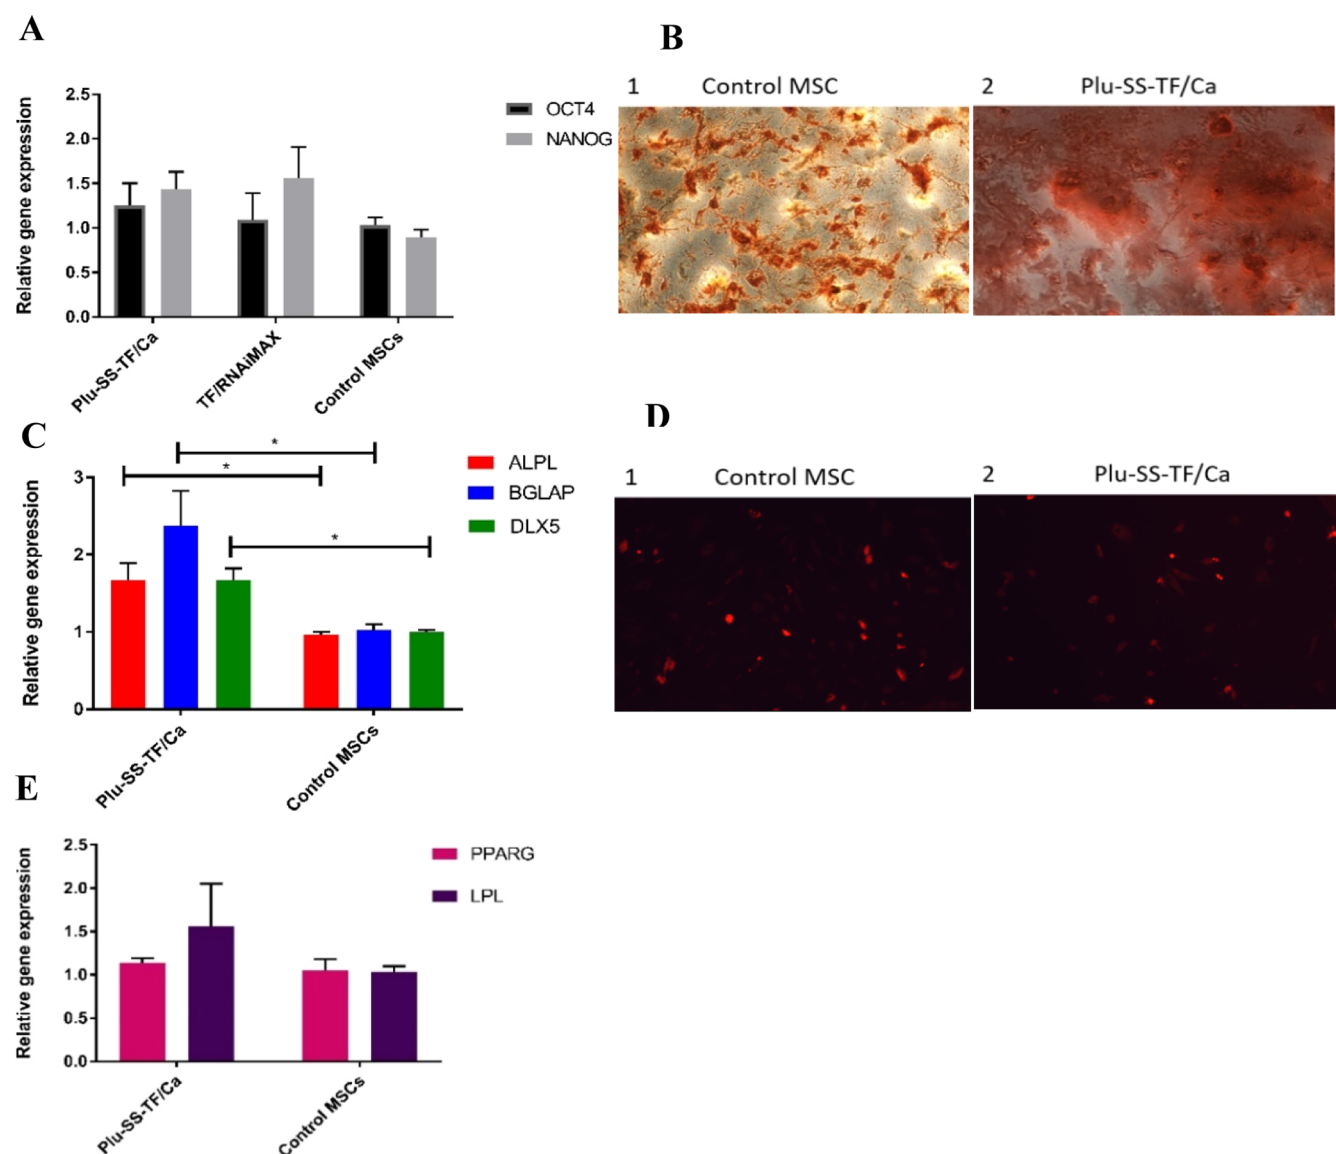 A
Relative gene expression
2.5
2.0
1.5
1.0
0.5
0.0
Plu-SS-TF/Ca
TF/RNAiMAX
Control MSCs
OCT4
NANOG
B
1 Control MSC
2 Plu-SS-TF/Ca
C
Relative gene expression
3
2
1
0
*
*
*
Plu-SS-TF/Ca
Control MSCs
ALPL
BGLAP
DLX5
D
1 Control MSC
2 Plu-SS-TF/Ca
E
Relative gene expression
2.5
2.0
1.5
1.0
0.5
0.0
Plu-SS-TF/Ca
Control MSCs
PPARG
LPL